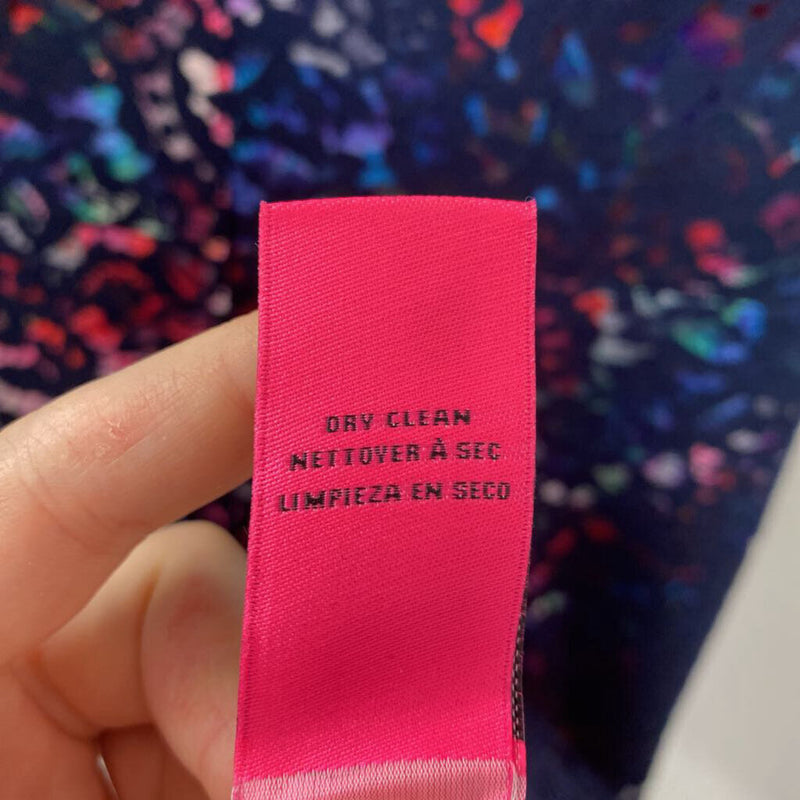 DRY CLEAN
NETTOYER À SEC
LIMPIEZA EN SECO